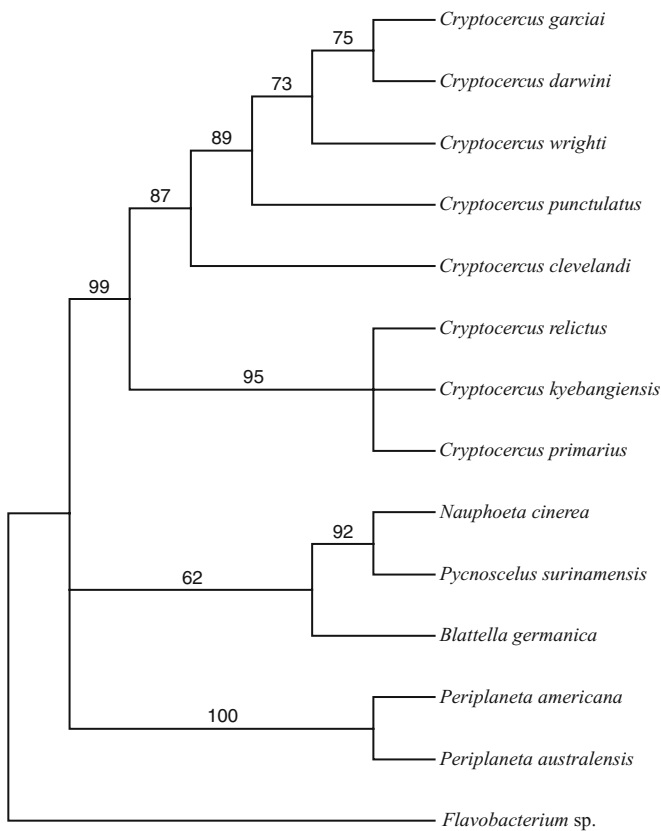 Cryptocercus garciai
75
Cryptocercus darwini
73
Cryptocercus wrighti
89
Cryptocercus punctulatus
87
Cryptocercus clevelandi
99
Cryptocercus relictus
95
Cryptocercus kyebangiensis
Cryptocercus primarius
Nauphoeta cinerea
92
Pycnoscelus surinamensis
62
Blattella germanica
Periplaneta americana
100
Periplaneta australensis
Flavobacterium sp.